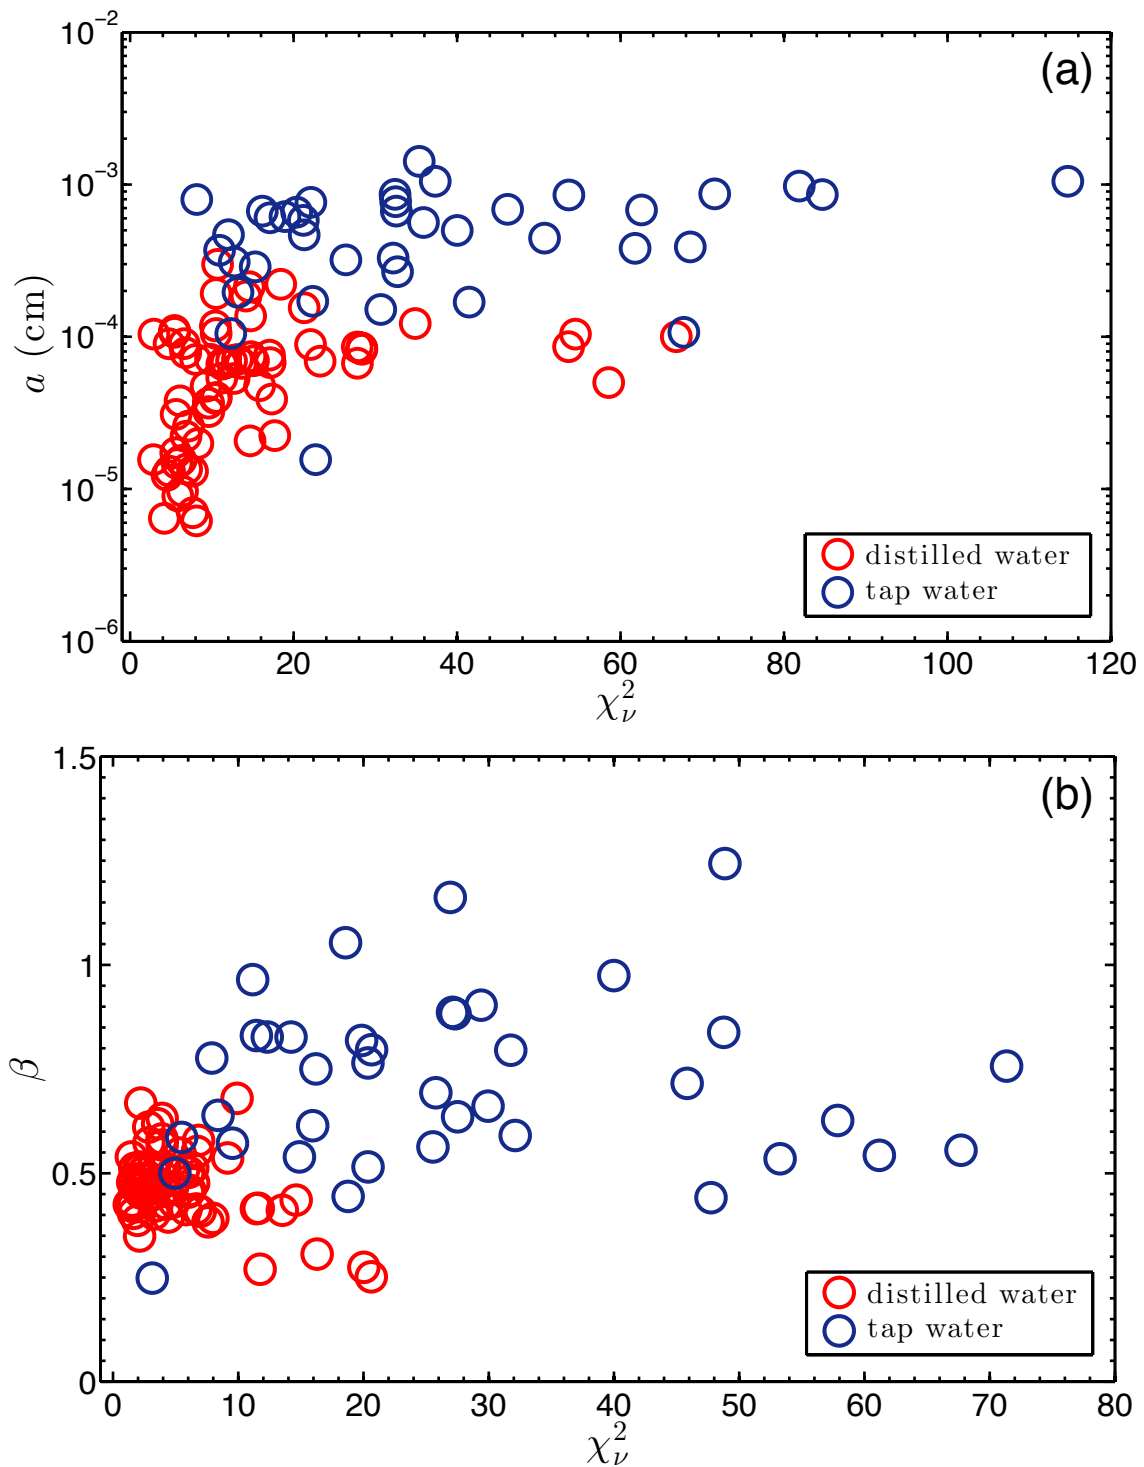 10⁻²
(a)
10⁻³
a (cm)
10⁻⁴
10⁻⁵
distilled water
tap water
10⁻⁶
0 20 40 60 80 100 120
χ²ᵥ
1.5
(b)
1
β
0.5
distilled water
tap water
0
0 10 20 30 40 50 60 70 80
χ²ᵥ